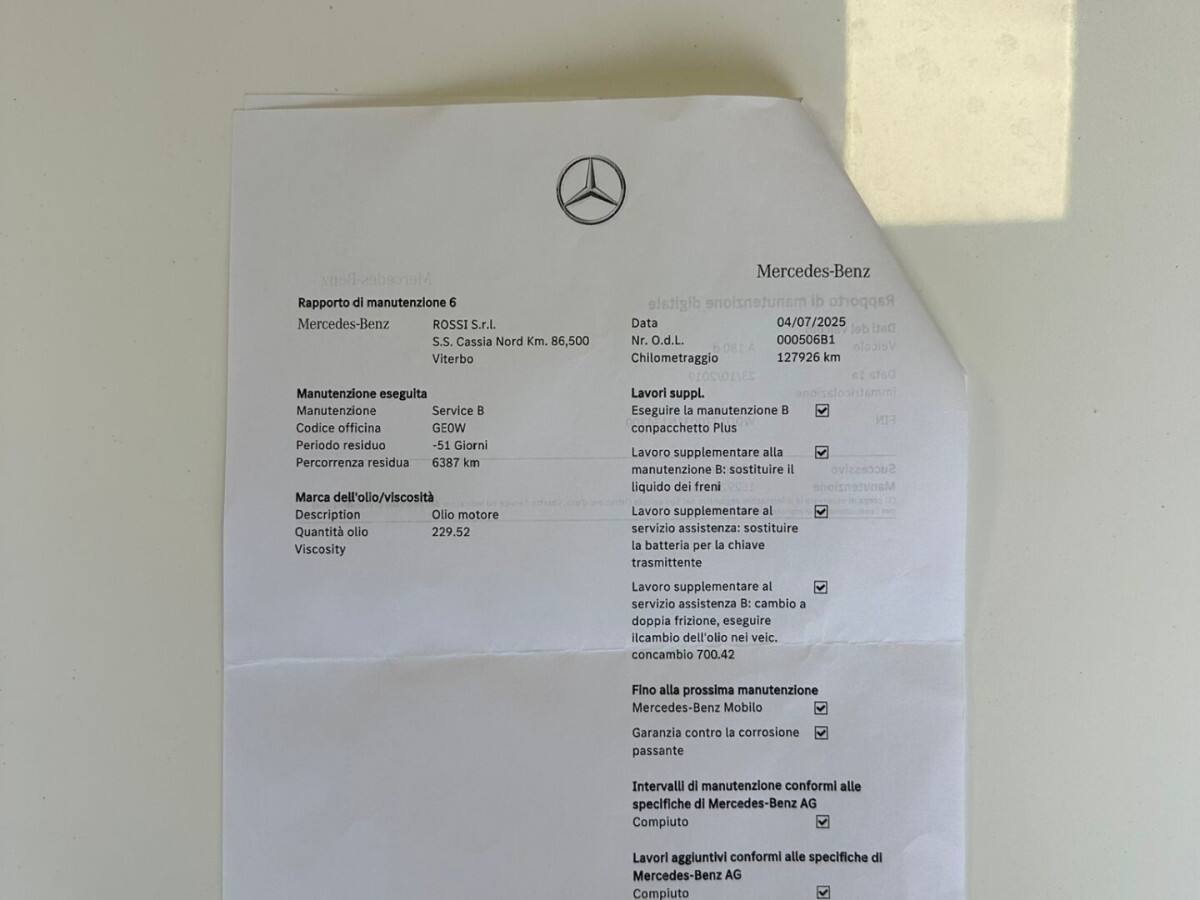 Mercedes-Benz
Rapporto di manutenzione 6
Mercedes-Benz
ROSSI S.r.l.
S.S. Cassia Nord Km. 86,500
Viterbo
Data 04/07/2025
Nr. O.d.L. 000506B1
Chilometraggio 127926 km
Manutenzione eseguita
Manutenzione Service B
Codice officina GE0W
Periodo residuo -51 Giorni
Percorrenza residua 6387 km
Marca dell'olio/viscosità
Description Olio motore
Quantità olio 229.52
Viscosity
Lavori suppl.
Eseguire la manutenzione B
conpacchetto Plus
Lavoro supplementare alla
manutenzione B: sostituire il
liquido dei freni
Lavoro supplementare al
servizio assistenza: sostituire
la batteria per la chiave
trasmittente
Lavoro supplementare al
servizio assistenza B: cambio a
doppia frizione, eseguire
ilcambio dell'olio nei veic.
concambio 700.42
Fino alla prossima manutenzione
Mercedes-Benz Mobilo
Garanzia contro la corrosione
passante
Intervalli di manutenzione conformi alle
specifiche di Mercedes-Benz AG
Compiuto
Lavori aggiuntivi conformi alle specifiche di
Mercedes-Benz AG
Compiuto